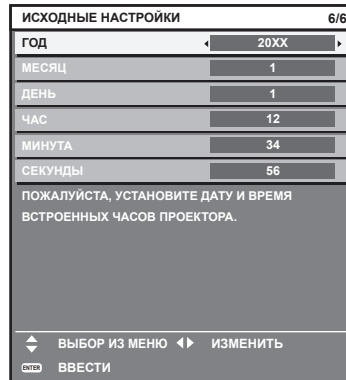 ИСХОДНЫЕ НАСТРОЙКИ 6/6
ГОД 20XX
МЕСЯЦ 1
ДЕНЬ 1
ЧАС 12
МИНУТА 34
СЕКУНДЫ 56
ПОЖАЛУЙСТА, УСТАНОВИТЕ ДАТУ И ВРЕМЯ
ВСТРОЕННЫХ ЧАСОВ ПРОЕКТОРА.
ВЫБОР ИЗ МЕНЮ ИЗМЕНИТЬ
ENTER ВВЕСТИ